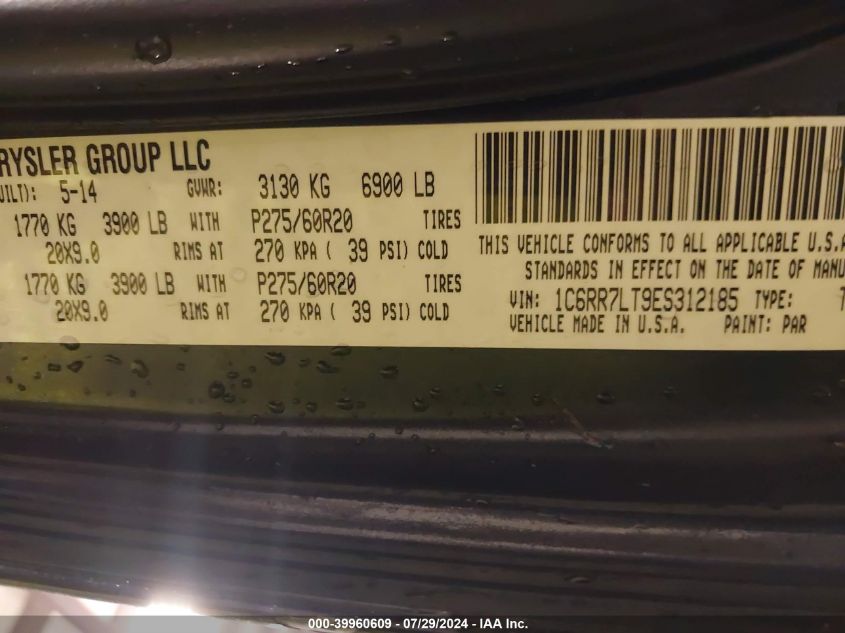 RYSLER GROUP LLC
UILT): 5-14 GVWR: 3130 KG 6900 LB
1770 KG 3900 LB WITH P275/60R20 TIRES
20X9.0 RIMS AT 270 KPA ( 39 PSI) COLD
1770 KG 3900 LB WITH P275/60R20 TIRES
20X9.0 RIMS AT 270 KPA ( 39 PSI) COLD
THIS VEHICLE CONFORMS TO ALL APPLICABLE U.S.A
STANDARDS IN EFFECT ON THE DATE OF MANU
VIN: 1C6RR7LT9ES312185 TYPE:
VEHICLE MADE IN U.S.A. PAINT: PAR
000-39960609 - 07/29/2024 - IAA Inc.